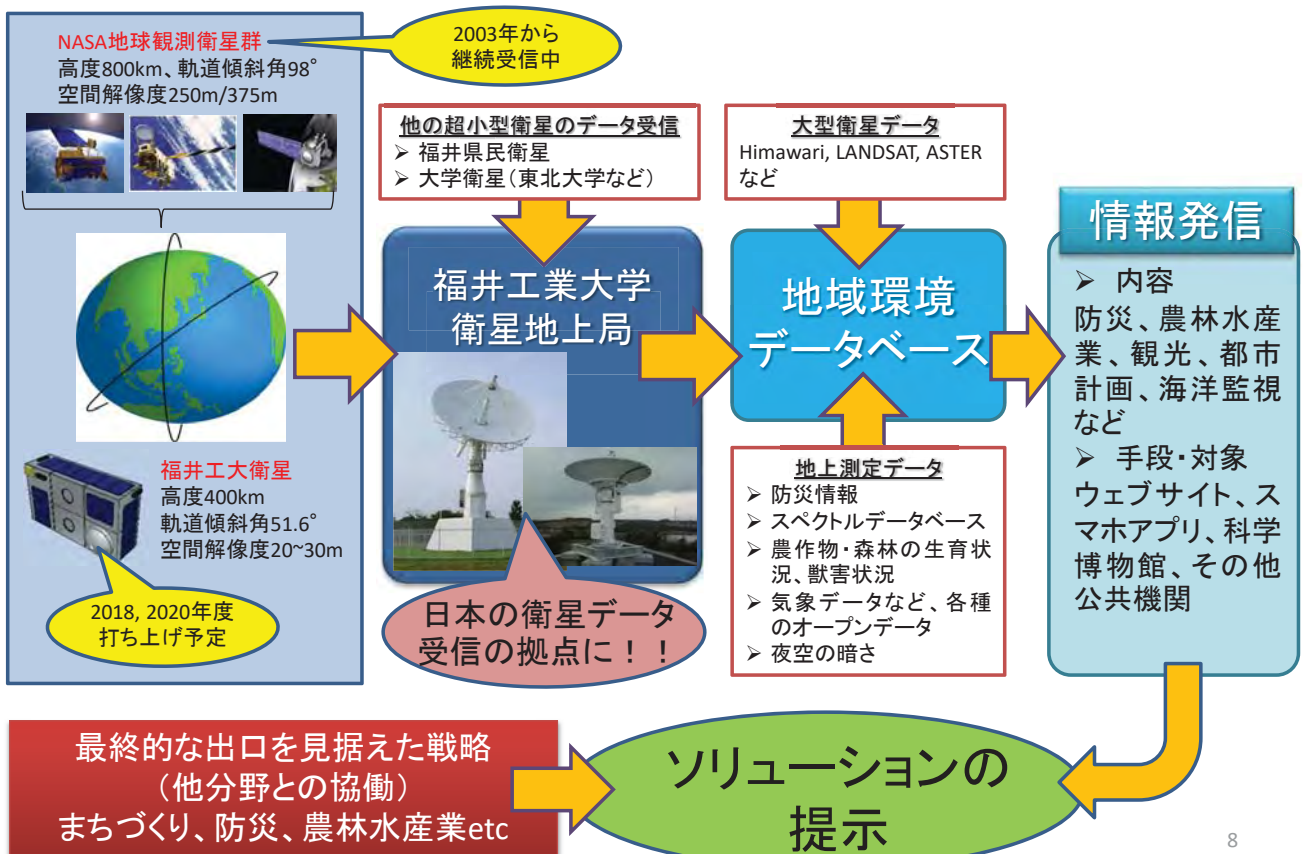 NASA地球観測衛星群
高度800km、軌道傾斜角98°
空間解像度250m/375m
2003年から
継続受信中
福井工大衛星
高度400km
軌道傾斜角51.6°
空間解像度20~30m
2018, 2020年度
打ち上げ予定
他の超小型衛星のデータ受信
➢ 福井県民衛星
➢ 大学衛星（東北大学など）
福井工業大学
衛星地上局
日本の衛星データ
受信の拠点に！！
大型衛星データ
Himawari, LANDSAT, ASTER
など
地域環境
データベース
地上測定データ
➢ 防災情報
➢ スペクトルデータベース
➢ 農作物・森林の生育状
況、獣害状況
➢ 気象データなど、各種
のオープンデータ
➢ 夜空の暗さ
情報発信
➢ 内容
防災、農林水産
業、観光、都市
計画、海洋監視
など
➢ 手段・対象
ウェブサイト、ス
マホアプリ、科学
博物館、その他
公共機関
最終的な出口を見据えた戦略
（他分野との協働）
まちづくり、防災、農林水産業etc
ソリューションの
提示
8